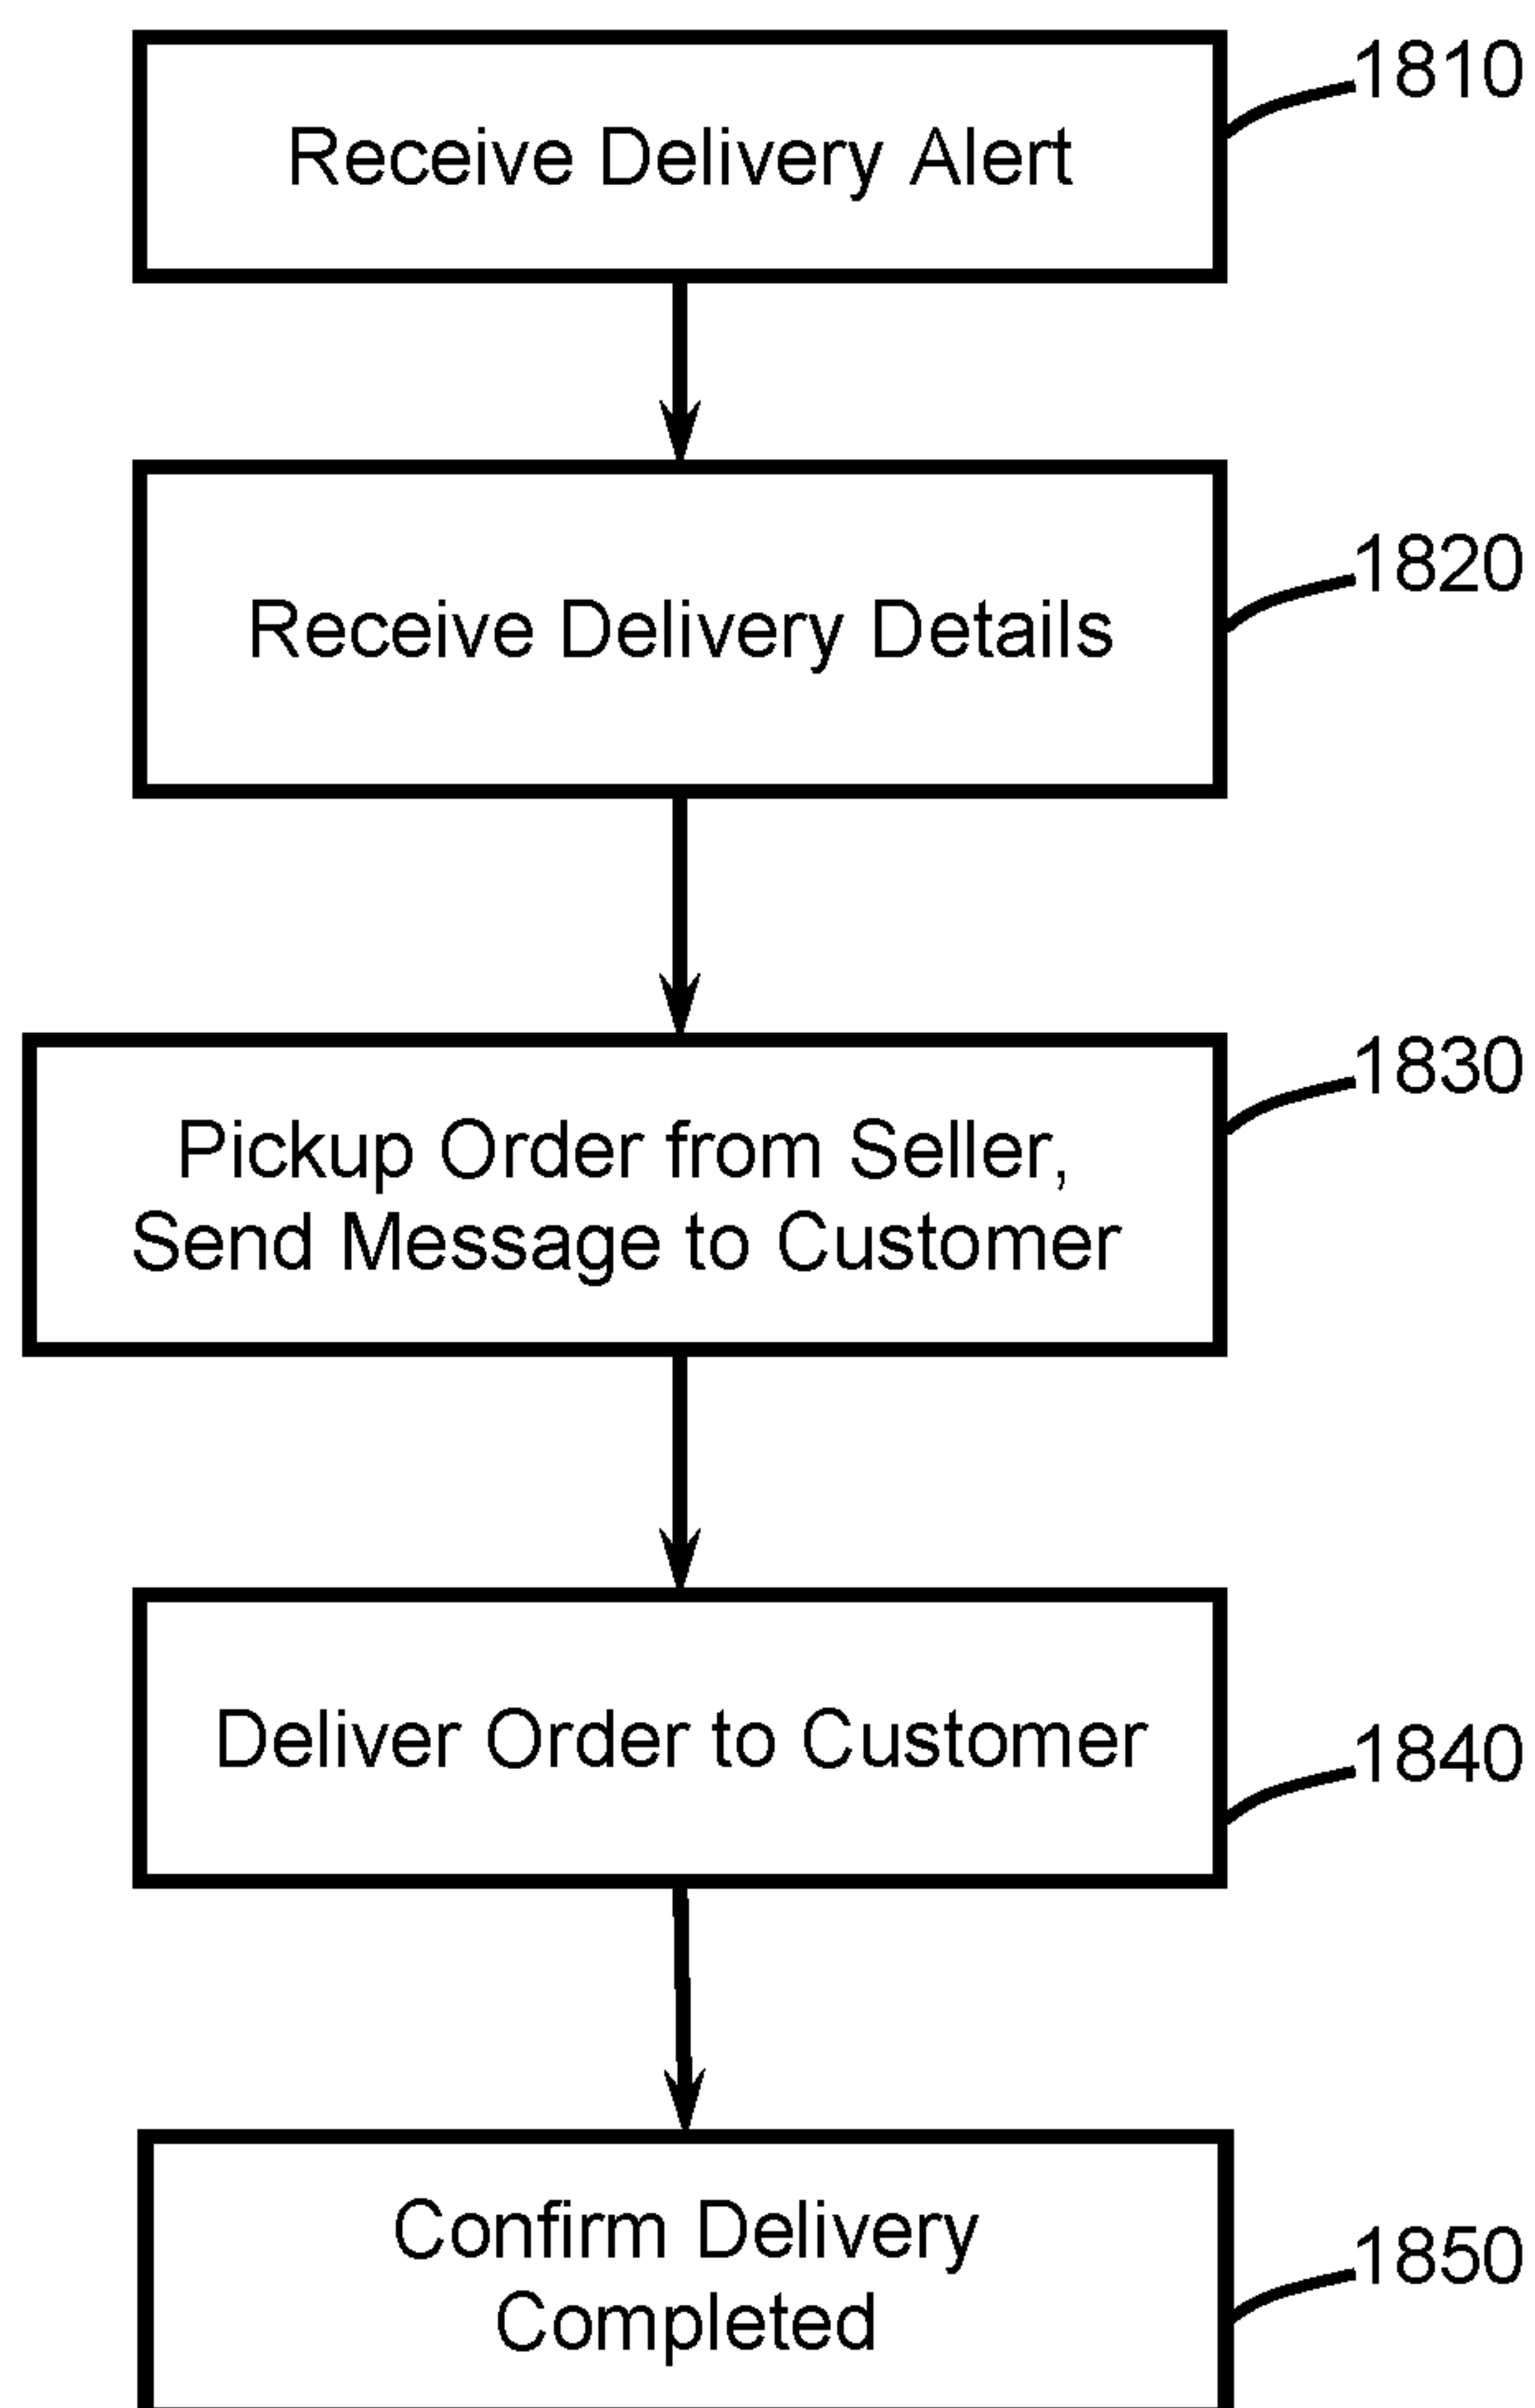 1810
Receive Delivery Alert
1820
Receive Delivery Details
1830
Pickup Order from Seller,
Send Message to Customer
Deliver Order to Customer
1840
Confirm Delivery
1850
Completed